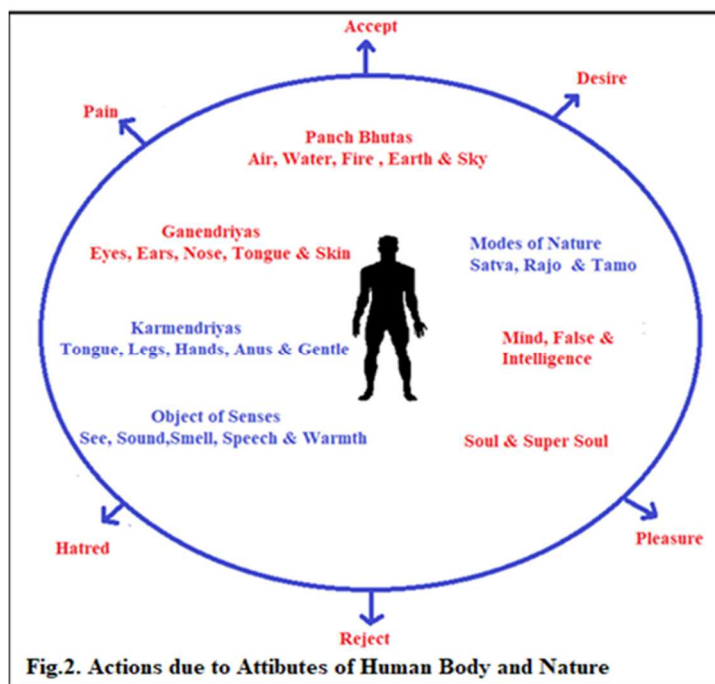 Accept
Desire
Pain
Panch Bhutas
Air, Water, Fire , Earth & Sky
Ganendriyas
Eyes, Ears, Nose, Tongue & Skin
Modes of Nature
Satva, Rajo & Tamo
Karmendriyas
Tongue, Legs, Hands, Anus & Gentle
Mind, False &
Intelligence
Object of Senses
See, Sound,Smell, Speech & Warmth
Soul & Super Soul
Hatred
Pleasure
Reject
Fig.2. Actions due to Attibutes of Human Body and Nature